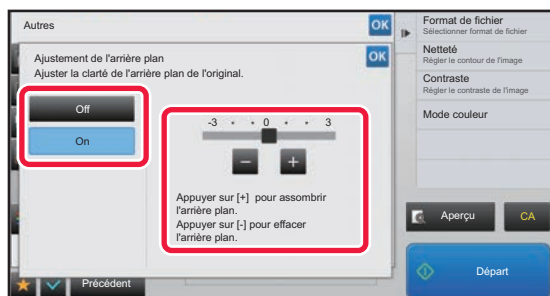 Autres
OK
Ajustement de l'arrière plan
Ajuster la clarté de l'arrière plan de l'original.
OK
Off
On
-3 0 3
- +
Appuyer sur [+] pour assombrir
l'arrière plan.
Appuyer sur [-] pour effacer
l'arrière plan.
Précédent
Format de fichier
Sélectionner format de fichier
Netteté
Régler le contour de l'image
Contraste
Régler le contraste de l'image
Mode couleur
Aperçu
CA
Départ